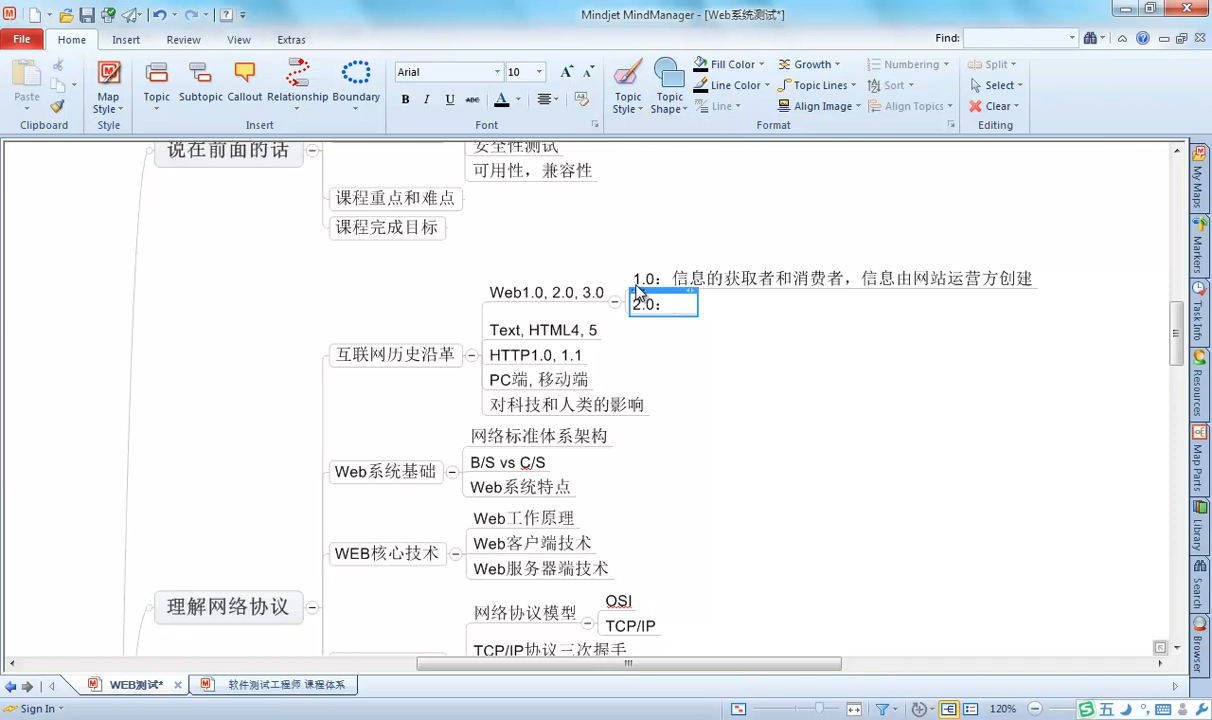 Mindjet MindManager - [Web系统测试*]
File Home Insert Review View Extras Find:
Paste Map Style Topic Subtopic Callout Relationship Boundary
Arial 10
B I U abc A
Topic Style Topic Shape Fill Color Line Color Line
Growth Topic Lines Align Image
Numbering Sort Align Topics
Split Select Clear
Clipboard Style Insert Font Format Editing
说在前面的话
安全性测试
可用性，兼容性
课程重点和难点
课程完成目标
1.0：信息的获取者和消费者，信息由网站运营方创建
Web1.0, 2.0, 3.0
2.0：
Text, HTML4, 5
互联网历史沿革
HTTP1.0, 1.1
PC端, 移动端
对科技和人类的影响
网络标准体系架构
Web系统基础
B/S vs C/S
Web系统特点
Web工作原理
WEB核心技术
Web客户端技术
Web服务器端技术
理解网络协议
网络协议模型
OSI
TCP/IP
TCP/IP协议三次握手
My Maps
Markers
Task Info
Resources
Map Parts
Library
Search
Browser
WEB测试*
软件测试工程师 课程体系
Sign In
120%
五